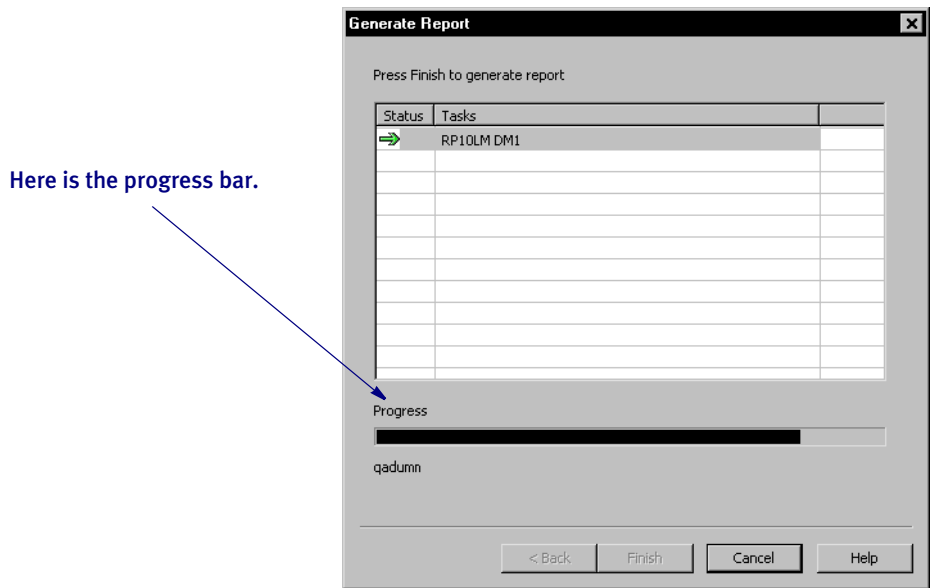 Generate Report
Press Finish to generate report
Status Tasks
RP10LM DM1
Here is the progress bar.
Progress
qadumn
< Back Finish Cancel Help